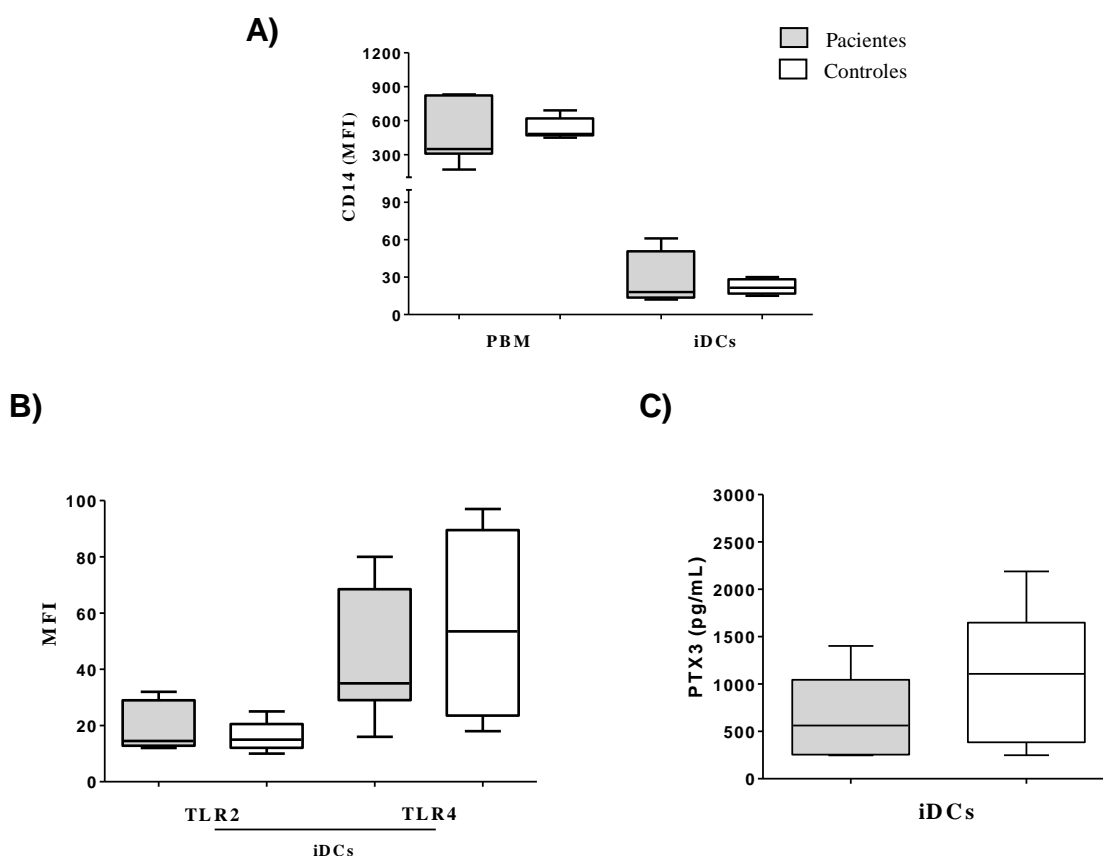 A)
Pacientes
Controles
CD14 (MFI)
1200
900
600
300
90
60
30
0
PBM
iDCs
B)
MFI
100
80
60
40
20
0
TLR2
TLR4
iDCs
C)
PTX3 (pg/mL)
3000
2500
2000
1500
1000
500
0
iDCs